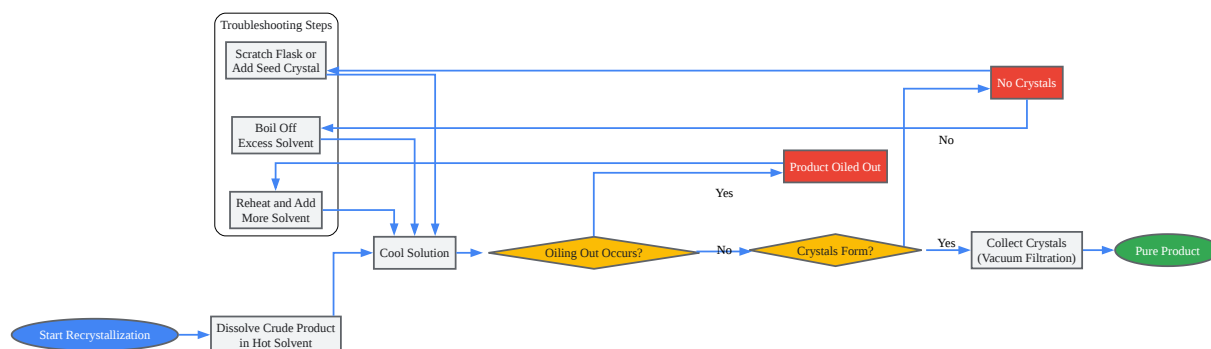 Troubleshooting Steps
Scratch Flask or
Add Seed Crystal
No Crystals
Boil Off
Excess Solvent
No
Product Oiled Out
Yes
Reheat and Add
More Solvent
Cool Solution
Oiling Out Occurs?
No
Crystals Form?
Yes
Collect Crystals
(Vacuum Filtration)
Pure Product
Start Recrystallization
Dissolve Crude Product
in Hot Solvent